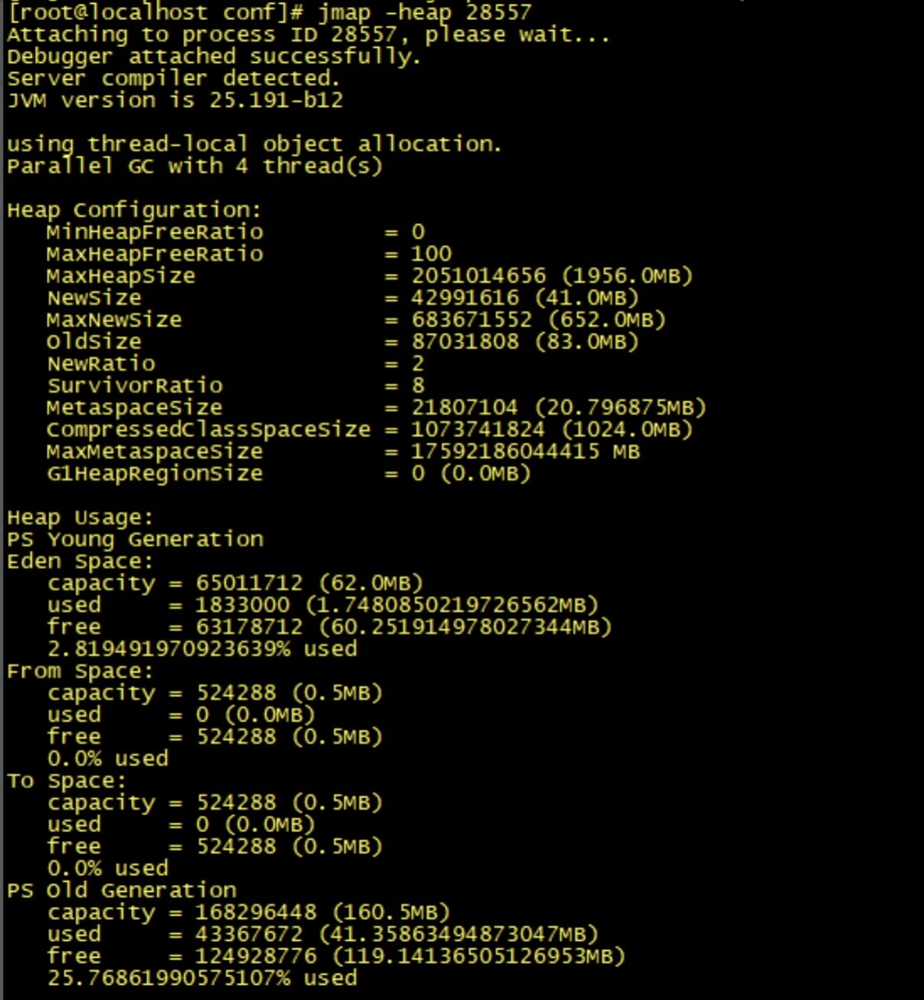 [root@localhost conf]# jmap -heap 28557
Attaching to process ID 28557, please wait...
Debugger attached successfully.
Server compiler detected.
JVM version is 25.191-b12
using thread-local object allocation.
Parallel GC with 4 thread(s)
Heap Configuration:
MinHeapFreeRatio = 0
MaxHeapFreeRatio = 100
MaxHeapSize = 2051014656 (1956.0MB)
NewSize = 42991616 (41.0MB)
MaxNewSize = 683671552 (652.0MB)
OldSize = 87031808 (83.0MB)
NewRatio = 2
SurvivorRatio = 8
MetaspaceSize = 21807104 (20.796875MB)
CompressedClassSpaceSize = 1073741824 (1024.0MB)
MaxMetaspaceSize = 17592186044415 MB
G1HeapRegionSize = 0 (0.0MB)
Heap Usage:
PS Young Generation
Eden Space:
capacity = 65011712 (62.0MB)
used = 1833000 (1.7480850219726562MB)
free = 63178712 (60.251914978027344MB)
2.819491970923639% used
From Space:
capacity = 524288 (0.5MB)
used = 0 (0.0MB)
free = 524288 (0.5MB)
0.0% used
To Space:
capacity = 524288 (0.5MB)
used = 0 (0.0MB)
free = 524288 (0.5MB)
0.0% used
PS Old Generation
capacity = 168296448 (160.5MB)
used = 43367672 (41.35863494873047MB)
free = 124928776 (119.14136505126953MB)
25.768619905751​07% used